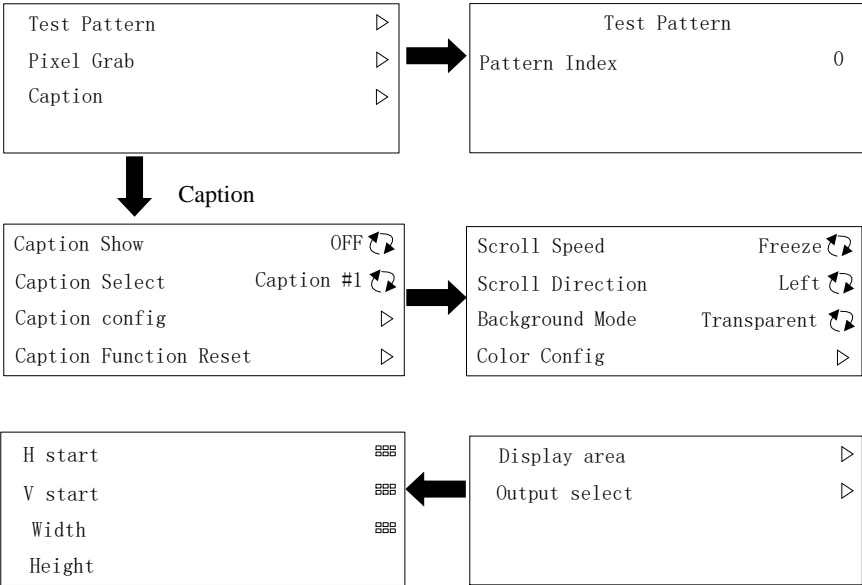 Test Pattern
Pixel Grab
Caption
Test Pattern
Pattern Index 0
Caption
Caption Show OFF
Caption Select Caption #1
Caption config
Caption Function Reset
Scroll Speed Freeze
Scroll Direction Left
Background Mode Transparent
Color Config
H start
V start
Width
Height
Display area
Output select